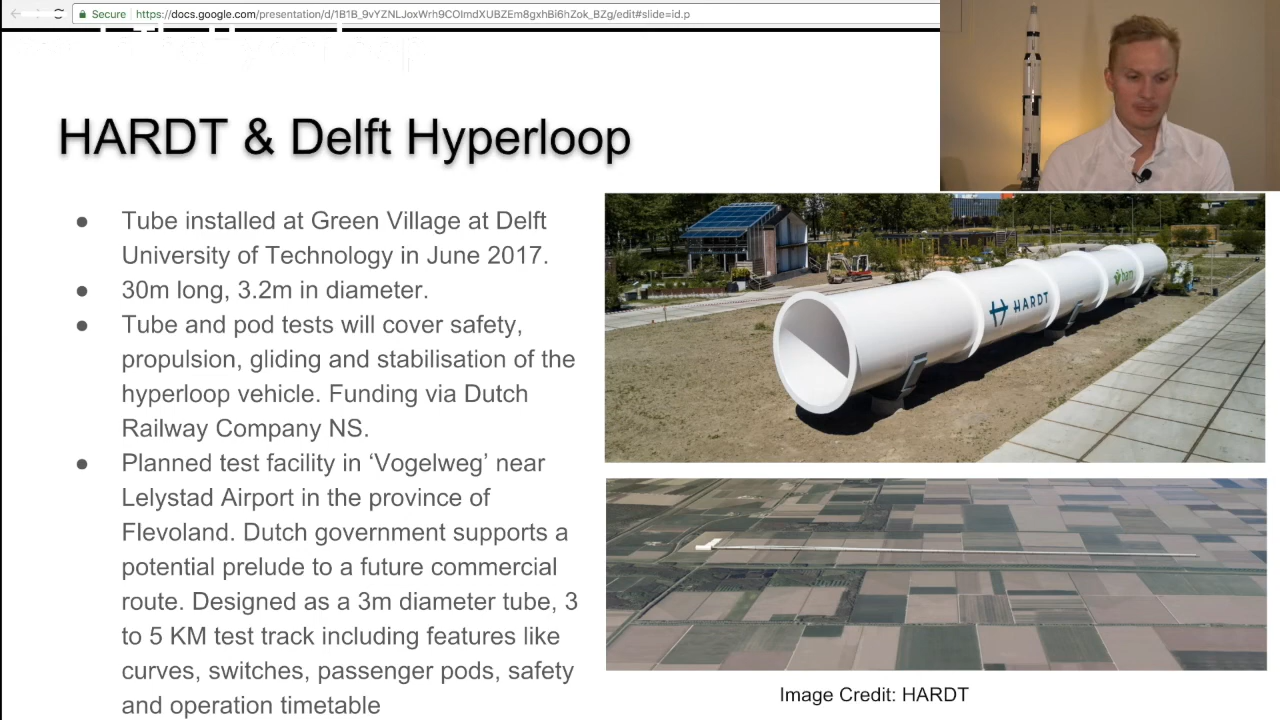 Secure
https://docs.google.com/presentation/d/1B1B_9vYZNLJoxWrh9COImdXUBZEm8gxhBi6hZok_BZg/edit#slide=id.p
HARDT & Delft Hyperloop
● Tube installed at Green Village at Delft
University of Technology in June 2017.
● 30m long, 3.2m in diameter.
● Tube and pod tests will cover safety,
propulsion, gliding and stabilisation of the
hyperloop vehicle. Funding via Dutch
Railway Company NS.
● Planned test facility in ‘Vogelweg’ near
Lelystad Airport in the province of
Flevoland. Dutch government supports a
potential prelude to a future commercial
route. Designed as a 3m diameter tube, 3
to 5 KM test track including features like
curves, switches, passenger pods, safety
and operation timetable
HARDT
bam
Image Credit: HARDT